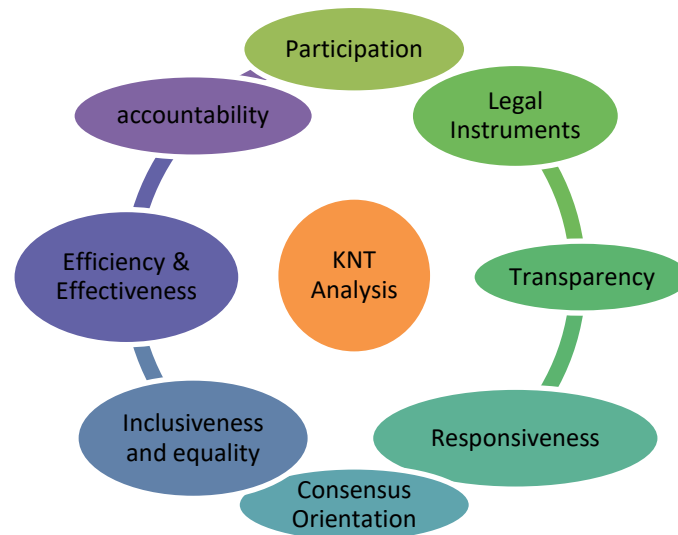 Participation
Legal
Instruments
Transparency
Responsiveness
Consensus
Orientation
Inclusiveness
and equality
Efficiency &
Effectiveness
accountability
KNT
Analysis